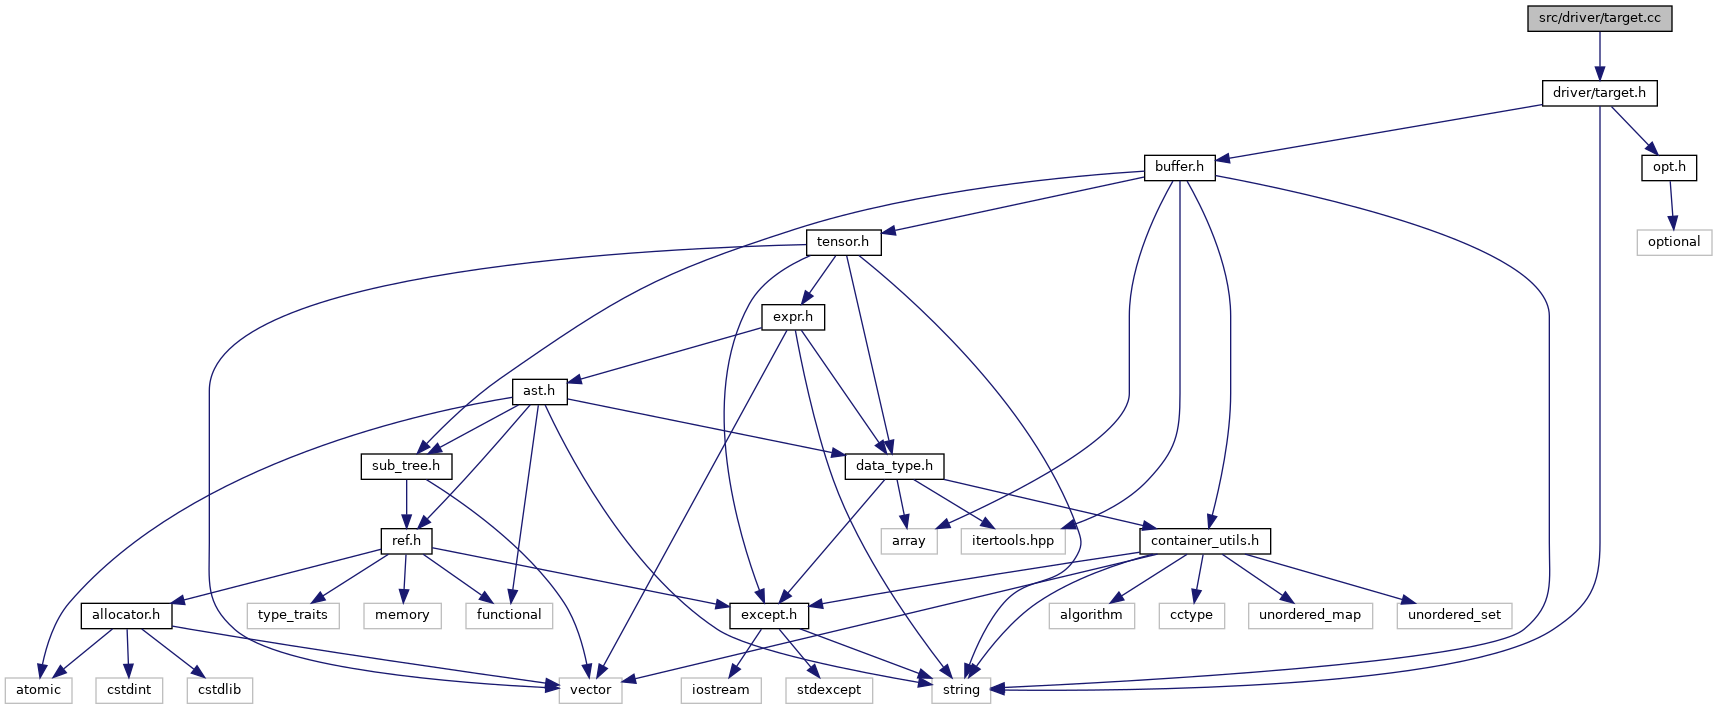 src/driver/target.cc
driver/target.h
buffer.h
opt.h
tensor.h
optional
expr.h
ast.h
sub_tree.h
data_type.h
ref.h
array
itertools.hpp
container_utils.h
allocator.h
type_traits
memory
functional
except.h
algorithm
cctype
unordered_map
unordered_set
atomic
cstdint
cstdlib
vector
iostream
stdexcept
string